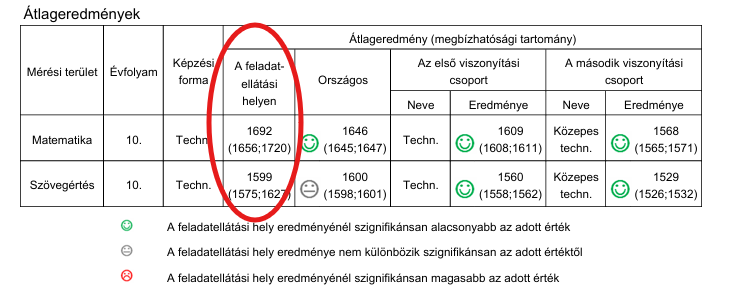 Átlageredmények
Mérési terület
Évfolyam
Képzési
forma
Átlageredmény (megbízhatósági tartomány)
A feladat-
ellátási
helyen
Országos
Az első viszonyítási
csoport
A második viszonyítási
csoport
Neve
Eredménye
Neve
Eredménye
Matematika
10.
Techn.
1692
(1656;1720)
1646
(1645;1647)
Techn.
1609
(1608;1611)
Közepes
techn.
1568
(1565;1571)
Szövegértés
10.
Techn.
1599
(1575;1627)
1600
(1598;1601)
Techn.
1560
(1558;1562)
Közepes
techn.
1529
(1526;1532)
A feladatellátási hely eredményénél szignifikánsan alacsonyabb az adott érték
A feladatellátási hely eredménye nem különbözik szignifikánsan az adott értéktől
A feladatellátási hely eredményénél szignifikánsan magasabb az adott érték